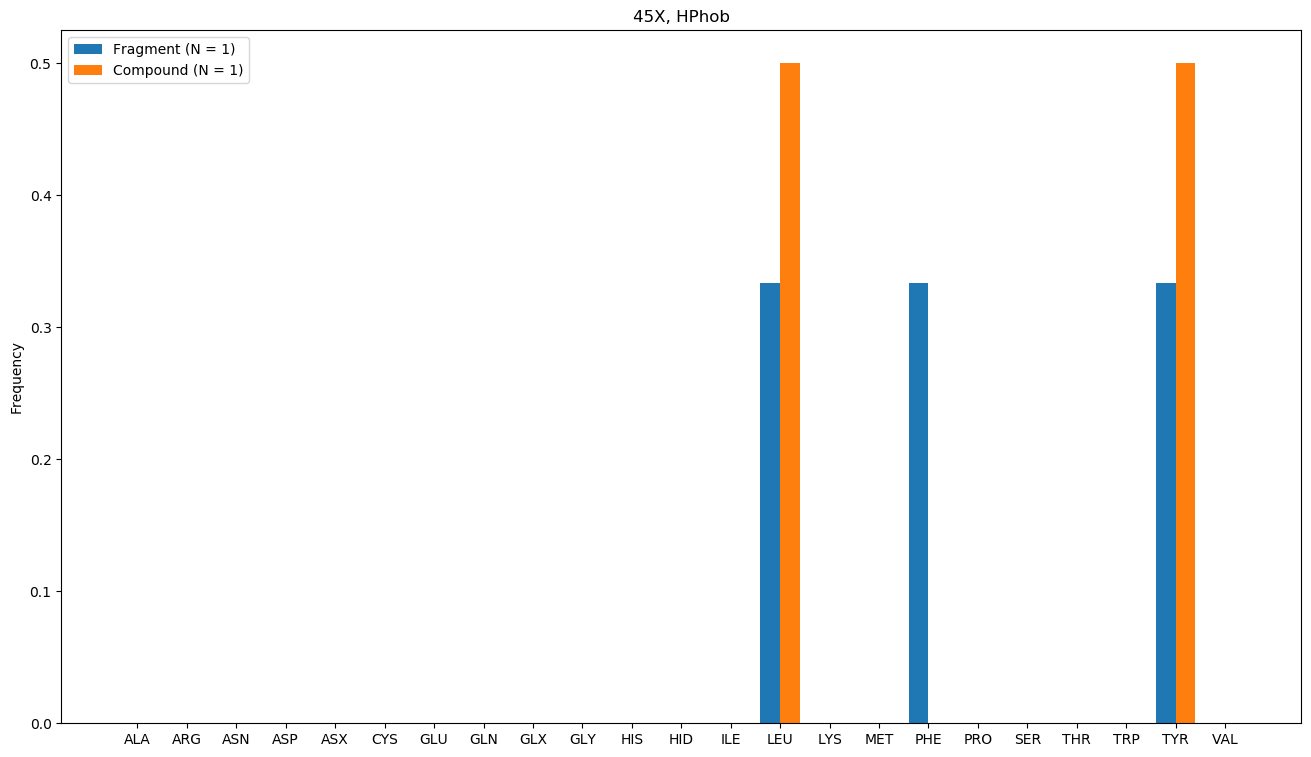 45X, HPhob
Fragment (N = 1)
Compound (N = 1)
Frequency
0.5
0.4
0.3
0.2
0.1
0.0
ALA ARG ASN ASP ASX CYS GLU GLN GLX GLY HIS HID ILE LEU LYS MET PHE PRO SER THR TRP TYR VAL